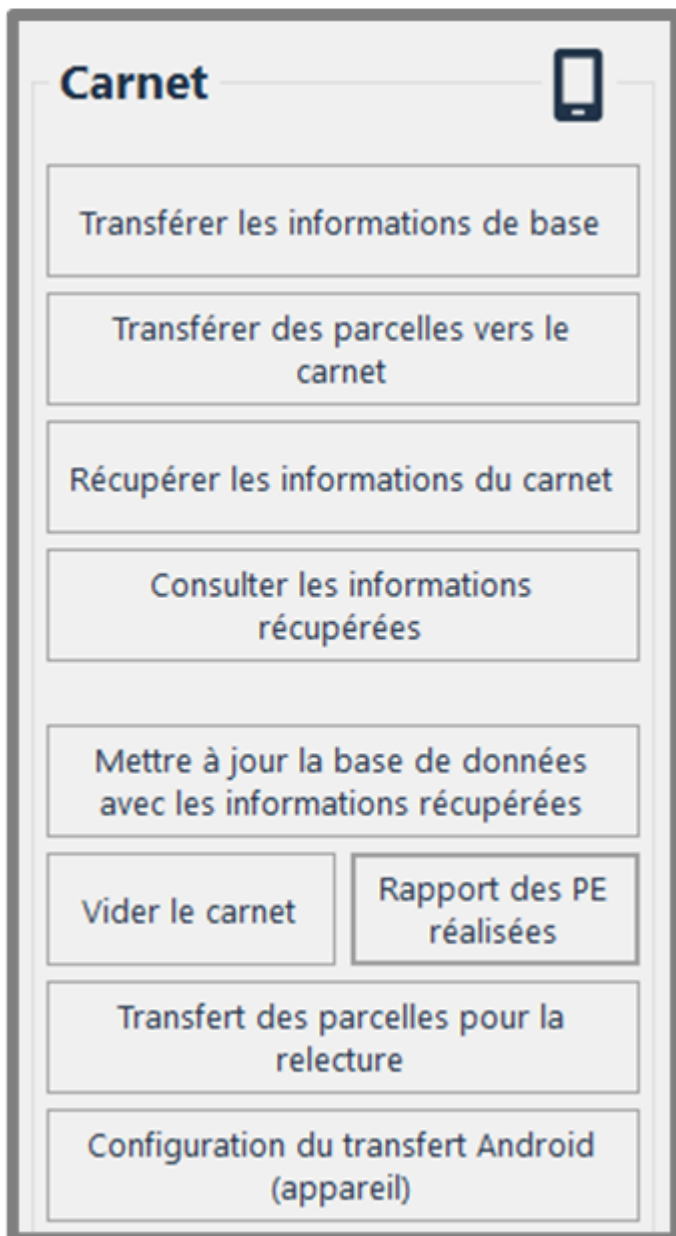 Carnet
Transférer les informations de base
Transférer des parcelles vers le
carnet
Récupérer les informations du carnet
Consulter les informations
récupérées
Mettre à jour la base de données
avec les informations récupérées
Vider le carnet
Rapport des PE
réalisées
Transfert des parcelles pour la
relecture
Configuration du transfert Android
(appareil)